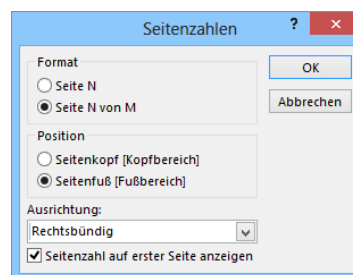 Seitenzahlen ?
Format
OK
Seite N
Seite N von M
Abbrechen
Position
Seitenkopf [Kopfbereich]
Seitenfuß [Fußbereich]
Ausrichtung:
Rechtsbündig
Seitenzahl auf erster Seite anzeigen